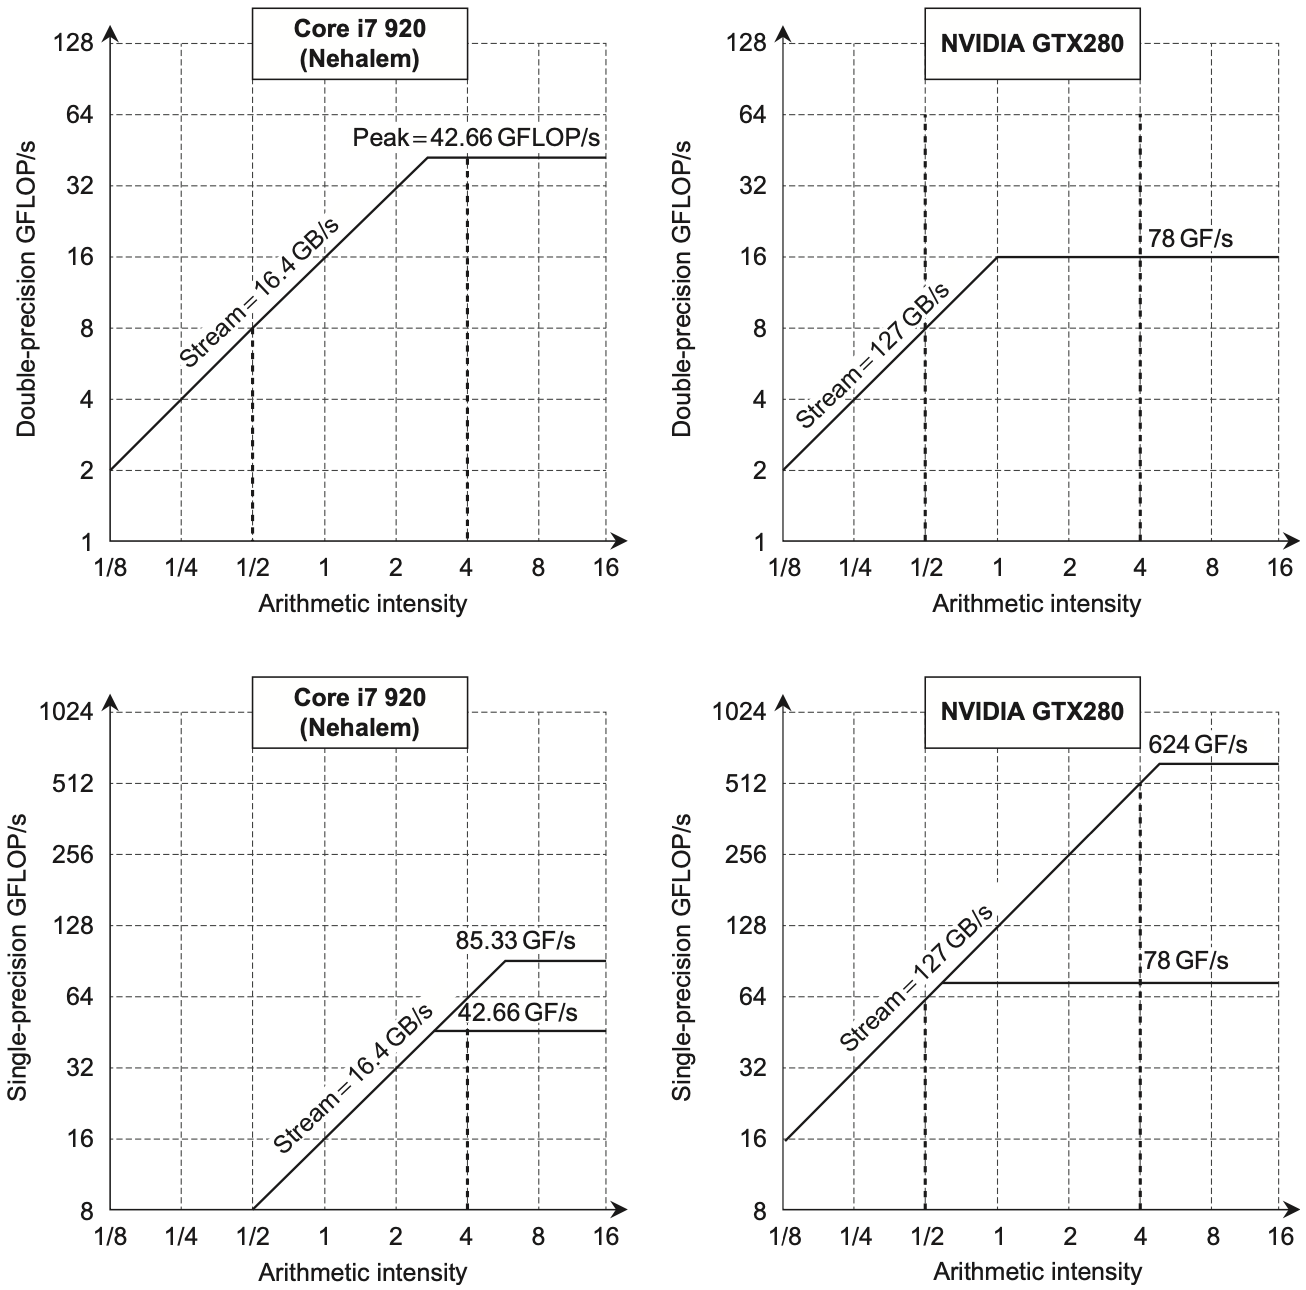 Core i7 920
(Nehalem)
Double-precision GFLOP/s
128
64
32
16
8
4
2
1
Peak=42.66 GFLOP/s
Stream=16.4 GB/s
1/8 1/4 1/2 1 2 4 8 16
Arithmetic intensity
NVIDIA GTX280
Double-precision GFLOP/s
128
64
32
16
8
4
2
1
78 GF/s
Stream=127 GB/s
1/8 1/4 1/2 1 2 4 8 16
Arithmetic intensity
Core i7 920
(Nehalem)
Single-precision GFLOP/s
1024
512
256
128
64
32
16
8
85.33 GF/s
42.66 GF/s
Stream=16.4 GB/s
1/8 1/4 1/2 1 2 4 8 16
Arithmetic intensity
NVIDIA GTX280
Single-precision GFLOP/s
1024
512
256
128
64
32
16
8
624 GF/s
78 GF/s
Stream=127 GB/s
1/8 1/4 1/2 1 2 4 8 16
Arithmetic intensity